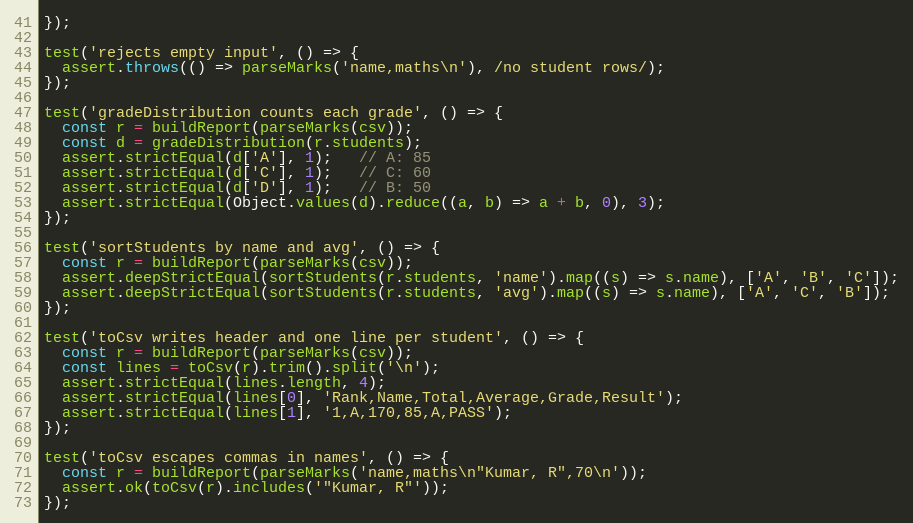 41 });
42
43 test('rejects empty input', () => {
44   assert.throws(() => parseMarks('name,maths\n'), /no student rows/);
45 });
46
47 test('gradeDistribution counts each grade', () => {
48   const r = buildReport(parseMarks(csv));
49   const d = gradeDistribution(r.students);
50   assert.strictEqual(d['A'], 1);   // A: 85
51   assert.strictEqual(d['C'], 1);   // C: 60
52   assert.strictEqual(d['D'], 1);   // B: 50
53   assert.strictEqual(Object.values(d).reduce((a, b) => a + b, 0), 3);
54 });
55
56 test('sortStudents by name and avg', () => {
57   const r = buildReport(parseMarks(csv));
58   assert.deepStrictEqual(sortStudents(r.students, 'name').map((s) => s.name), ['A', 'B', 'C']);
59   assert.deepStrictEqual(sortStudents(r.students, 'avg').map((s) => s.name), ['A', 'C', 'B']);
60 });
61
62 test('toCsv writes header and one line per student', () => {
63   const r = buildReport(parseMarks(csv));
64   const lines = toCsv(r).trim().split('\n');
65   assert.strictEqual(lines.length, 4);
66   assert.strictEqual(lines[0], 'Rank,Name,Total,Average,Grade,Result');
67   assert.strictEqual(lines[1], '1,A,170,85,A,PASS');
68 });
69
70 test('toCsv escapes commas in names', () => {
71   const r = buildReport(parseMarks('name,maths\n"Kumar, R",70\n'));
72   assert.ok(toCsv(r).includes('"Kumar, R"'));
73 });